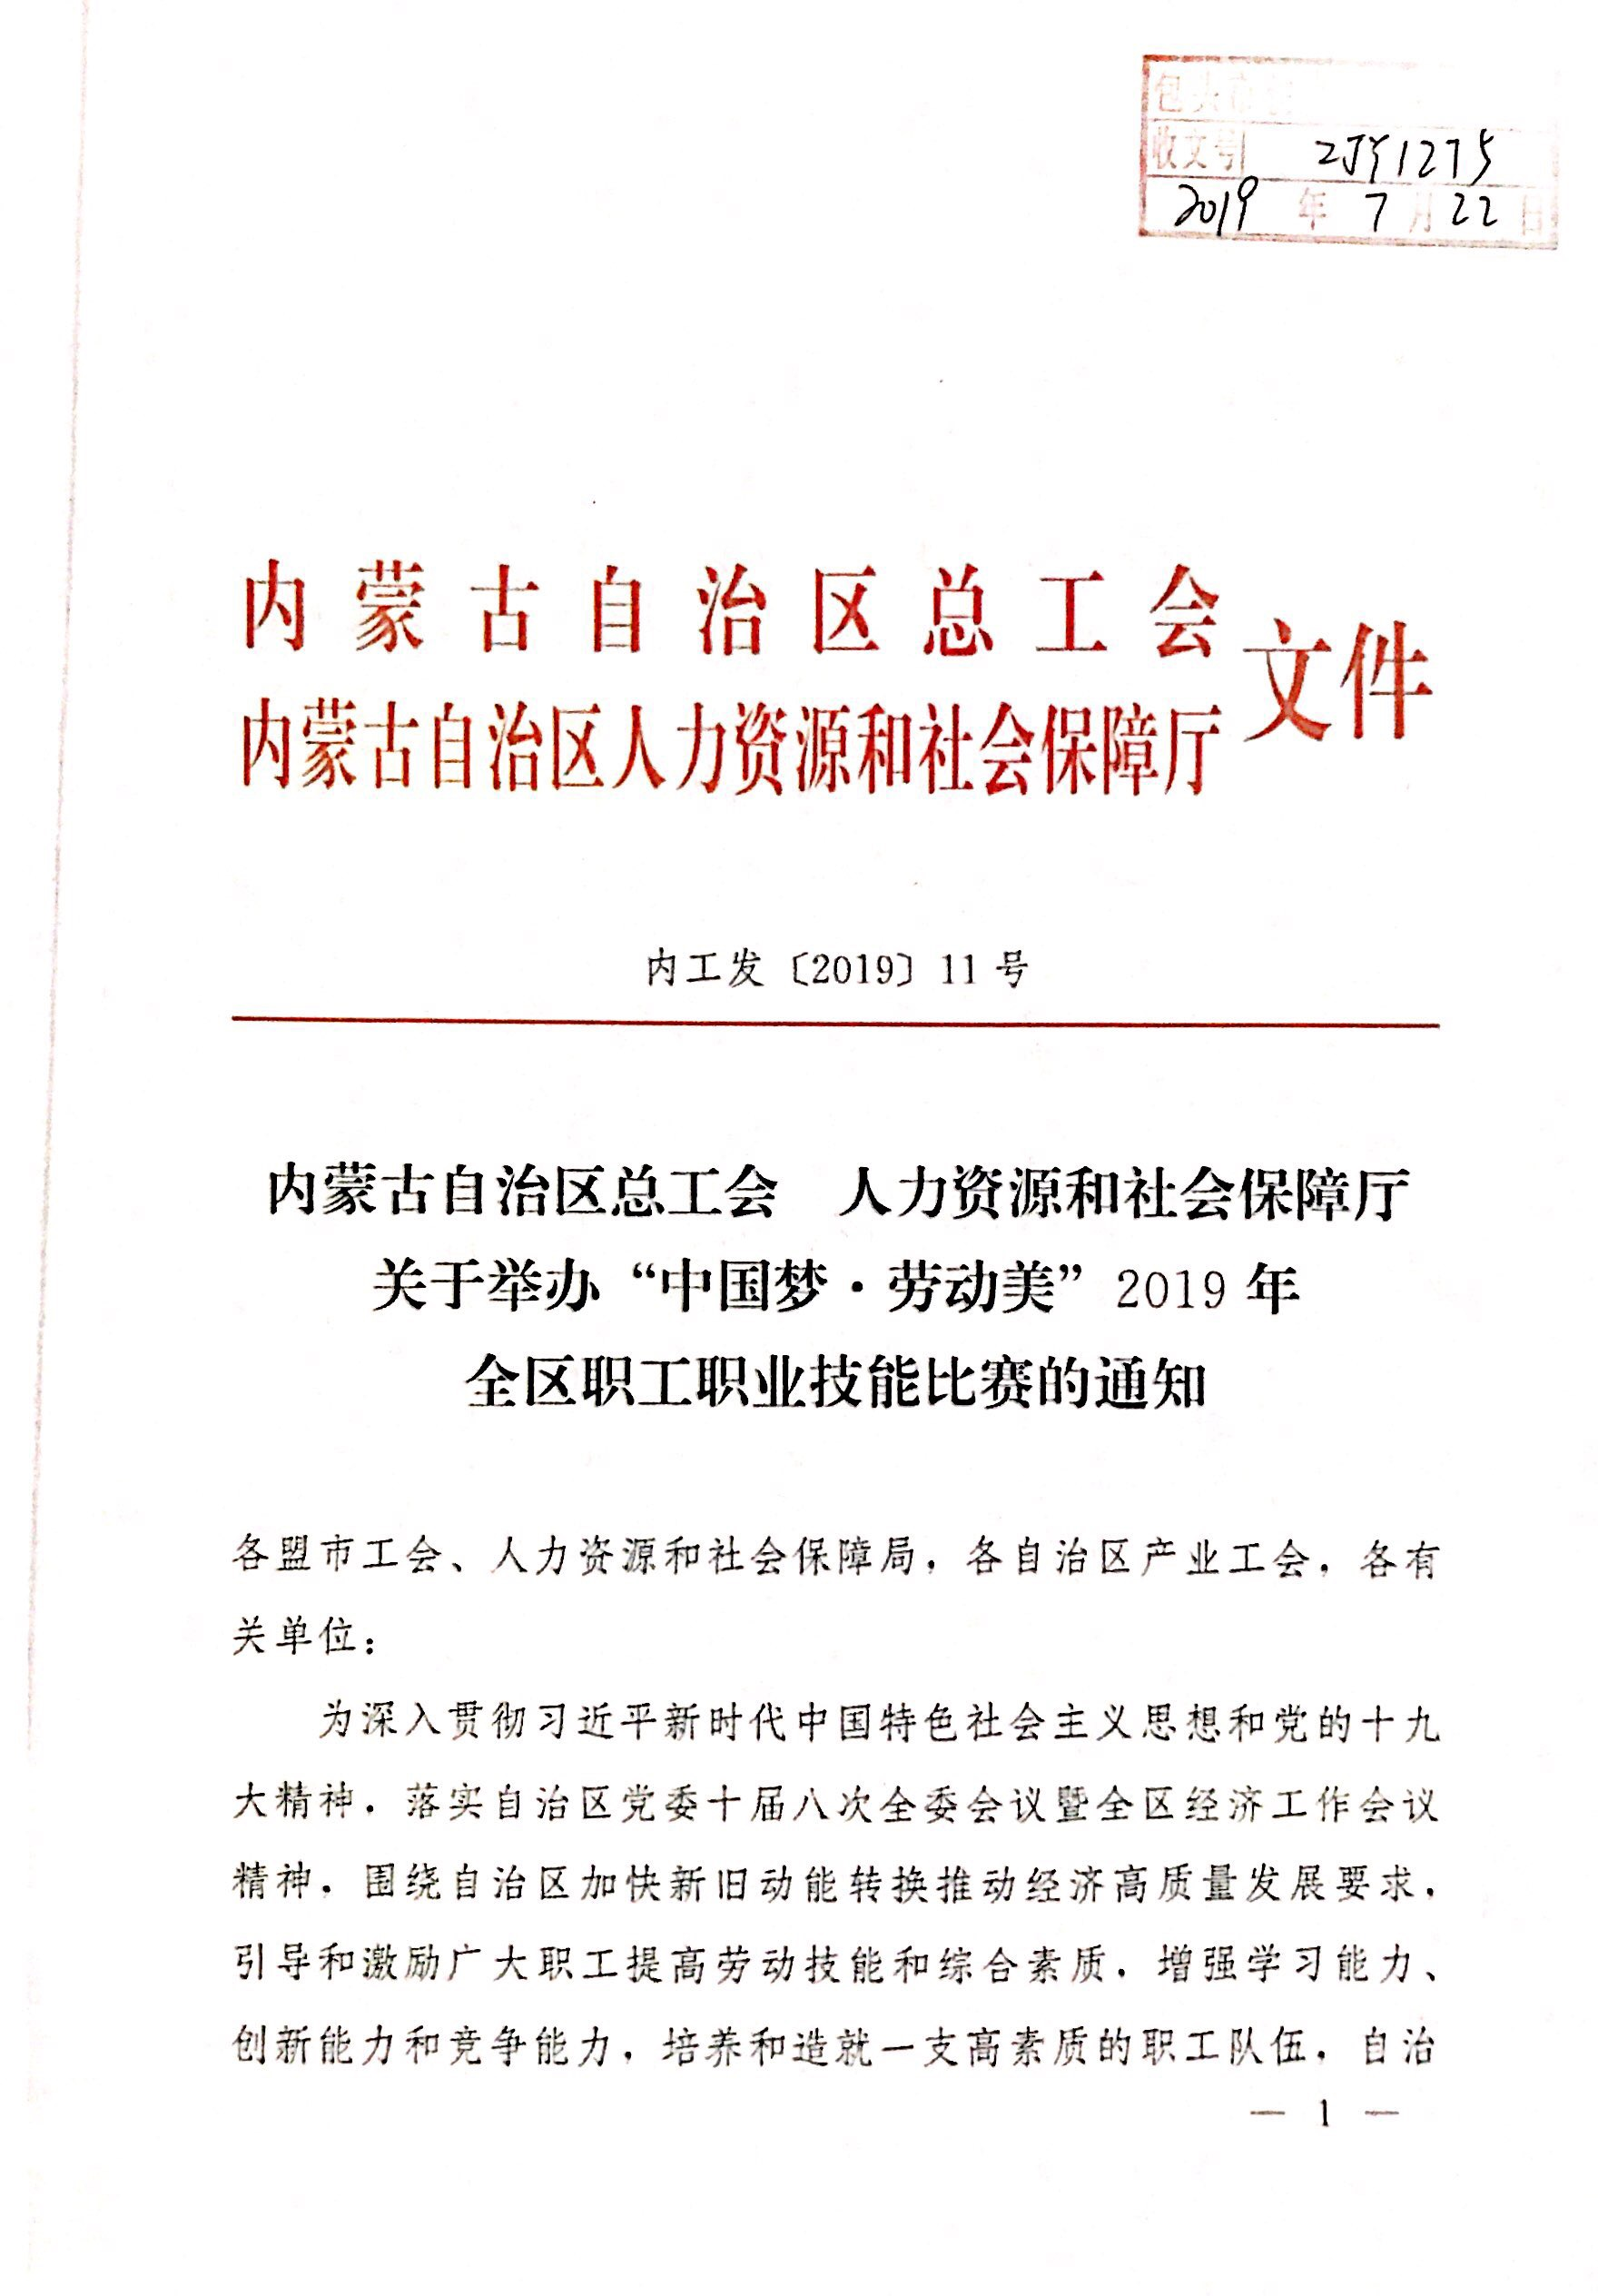 包头市
收文号 ZJY1275
2019 年 7 月 22 日
内蒙古自治区总工会
文件
内蒙古自治区人力资源和社会保障厅
内工发〔2019〕11 号
内蒙古自治区总工会　人力资源和社会保障厅
关于举办“中国梦·劳动美”2019 年
全区职工职业技能比赛的通知
各盟市工会、人力资源和社会保障局，各自治区产业工会，各有
关单位：
为深入贯彻习近平新时代中国特色社会主义思想和党的十九
大精神，落实自治区党委十届八次全委会议暨全区经济工作会议
精神，围绕自治区加快新旧动能转换推动经济高质量发展要求，
引导和激励广大职工提高劳动技能和综合素质，增强学习能力、
创新能力和竞争能力，培养和造就一支高素质的职工队伍，自治
— 1 —